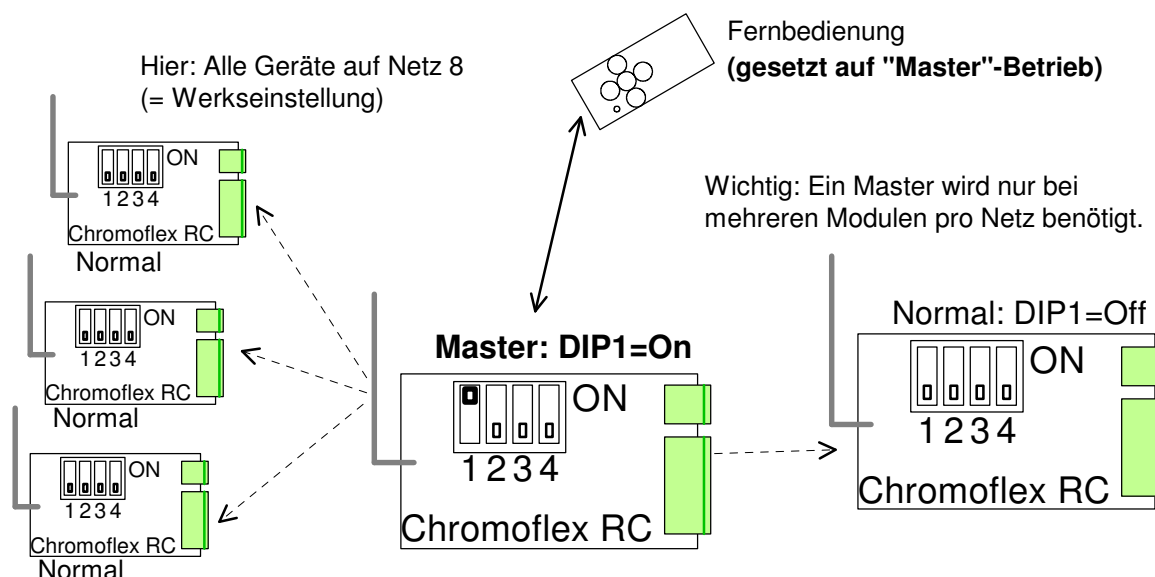 Fernbedienung
(gesetzt auf "Master"-Betrieb)
Hier: Alle Geräte auf Netz 8
(= Werkseinstellung)
ON
1234
Chromoflex RC
Normal
Wichtig: Ein Master wird nur bei
mehreren Modulen pro Netz benötigt.
ON
1234
Chromoflex RC
Normal
ON
1234
Chromoflex RC
Normal
Master: DIP1=On
ON
1234
Chromoflex RC
Normal: DIP1=Off
ON
1234
Chromoflex RC